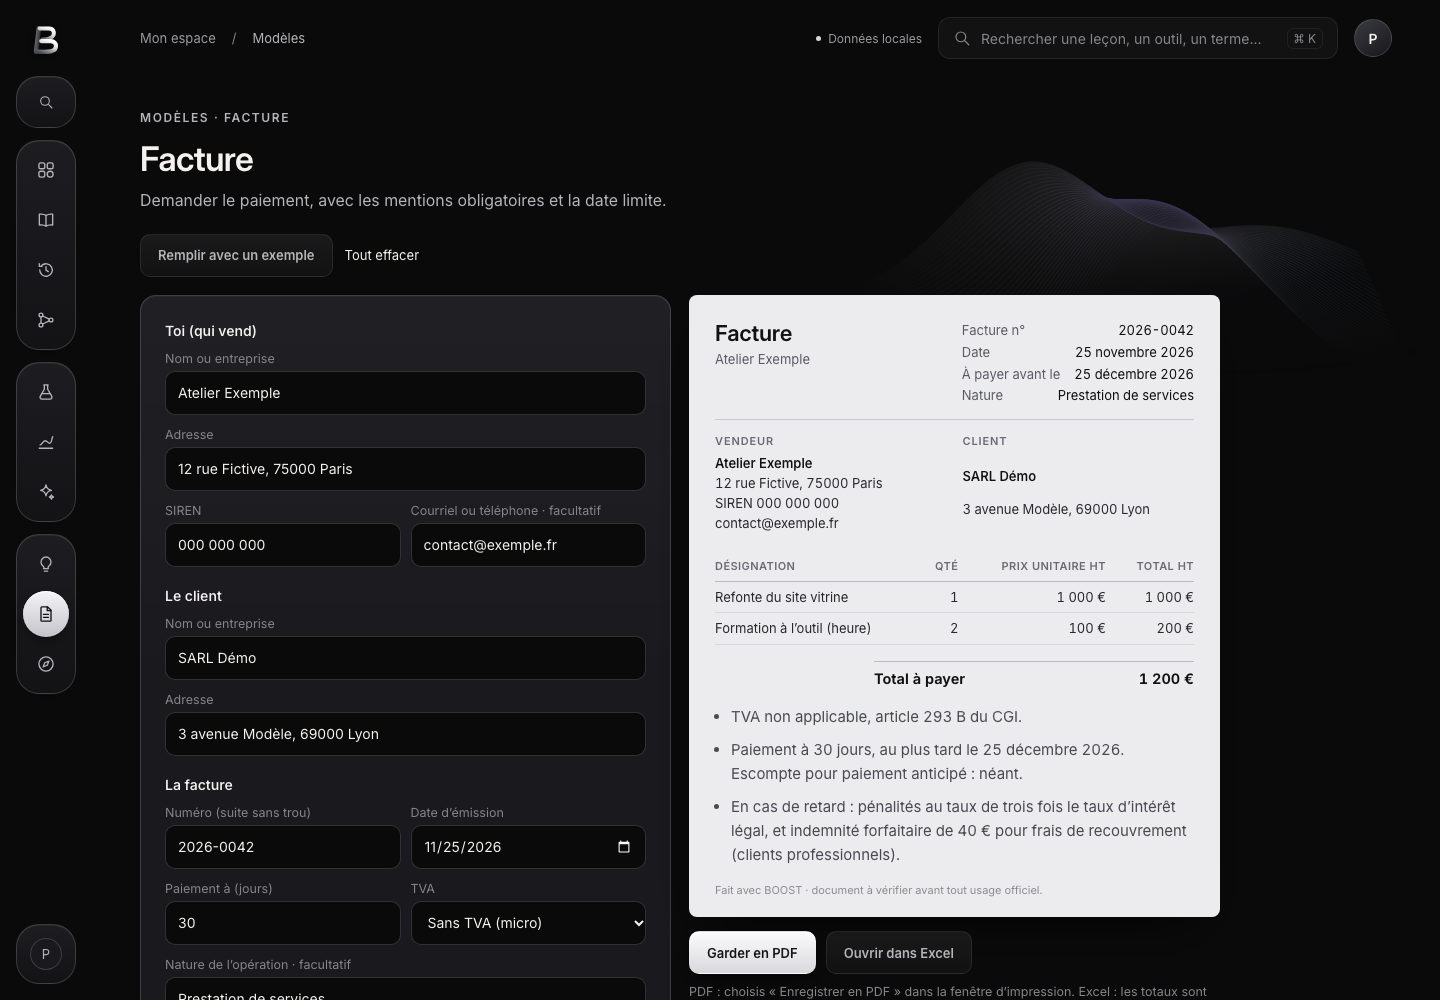 B
Mon espace / Modèles
Données locales
Rechercher une leçon, un outil, un terme...
⌘ K
P
MODÈLES · FACTURE
Facture
Demander le paiement, avec les mentions obligatoires et la date limite.
Remplir avec un exemple
Tout effacer
Toi (qui vend)
Nom ou entreprise
Atelier Exemple
Adresse
12 rue Fictive, 75000 Paris
SIREN
Courriel ou téléphone · facultatif
000 000 000
contact@exemple.fr
Le client
Nom ou entreprise
SARL Démo
Adresse
3 avenue Modèle, 69000 Lyon
La facture
Numéro (suite sans trou)
Date d’émission
2026-0042
11/25/2026
Paiement à (jours)
TVA
30
Sans TVA (micro)
Nature de l’opération · facultatif
Prestation de services
P
Facture
Atelier Exemple
Facture n° 2026-0042
Date 25 novembre 2026
À payer avant le 25 décembre 2026
Nature Prestation de services
VENDEUR
Atelier Exemple
12 rue Fictive, 75000 Paris
SIREN 000 000 000
contact@exemple.fr
CLIENT
SARL Démo
3 avenue Modèle, 69000 Lyon
DÉSIGNATION QTÉ PRIX UNITAIRE HT TOTAL HT
Refonte du site vitrine 1 1 000 € 1 000 €
Formation à l’outil (heure) 2 100 € 200 €
Total à payer 1 200 €
• TVA non applicable, article 293 B du CGI.
• Paiement à 30 jours, au plus tard le 25 décembre 2026.
Escompte pour paiement anticipé : néant.
• En cas de retard : pénalités au taux de trois fois le taux d’intérêt
légal, et indemnité forfaitaire de 40 € pour frais de recouvrement
(clients professionnels).
Fait avec BOOST · document à vérifier avant tout usage officiel.
Garder en PDF
Ouvrir dans Excel
PDF : choisis « Enregistrer en PDF » dans la fenêtre d’impression. Excel : les totaux sont